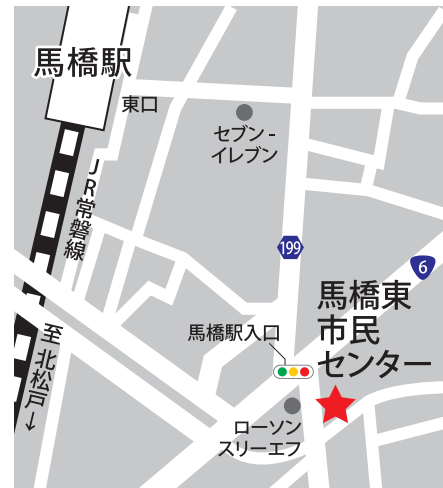 馬橋駅
東口
セブン-
イレブン
JR常磐線
199
6
馬橋東
市民
センター
馬橋駅入口
至 北松戸→
ローソン
スリーエフ